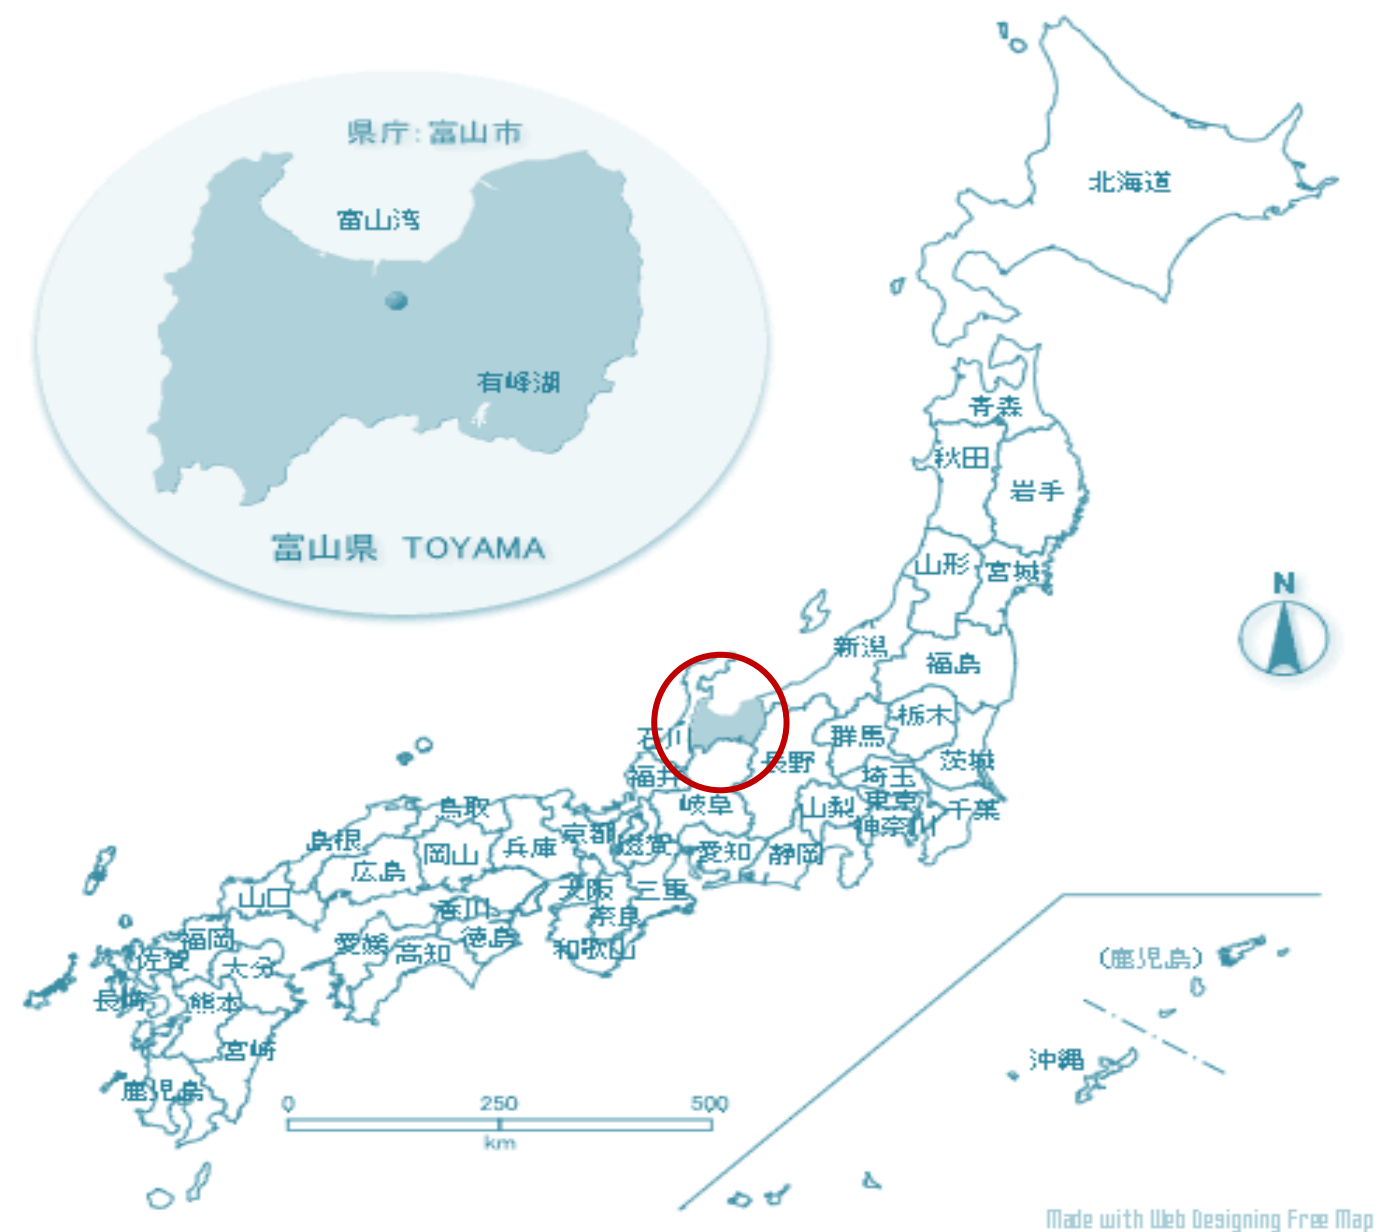 県庁:富山市
富山湾
有峰湖
富山県 TOYAMA
北海道
青森
秋田
岩手
山形
宮城
N
新潟
福島
栃木
群馬
石川
茨城
長野
福井
埼玉
岐阜
山梨
東京
千葉
鳥取
神奈川
島根
京都
滋賀
岡山
兵庫
愛知
静岡
広島
大阪
三重
山口
香川
奈良
福岡
愛媛
高知
徳島
和歌山
佐賀
大分
(鹿児島)
長崎
熊本
宮崎
沖縄
鹿児島
0 250 500
km
Made with Web Designing Free Map